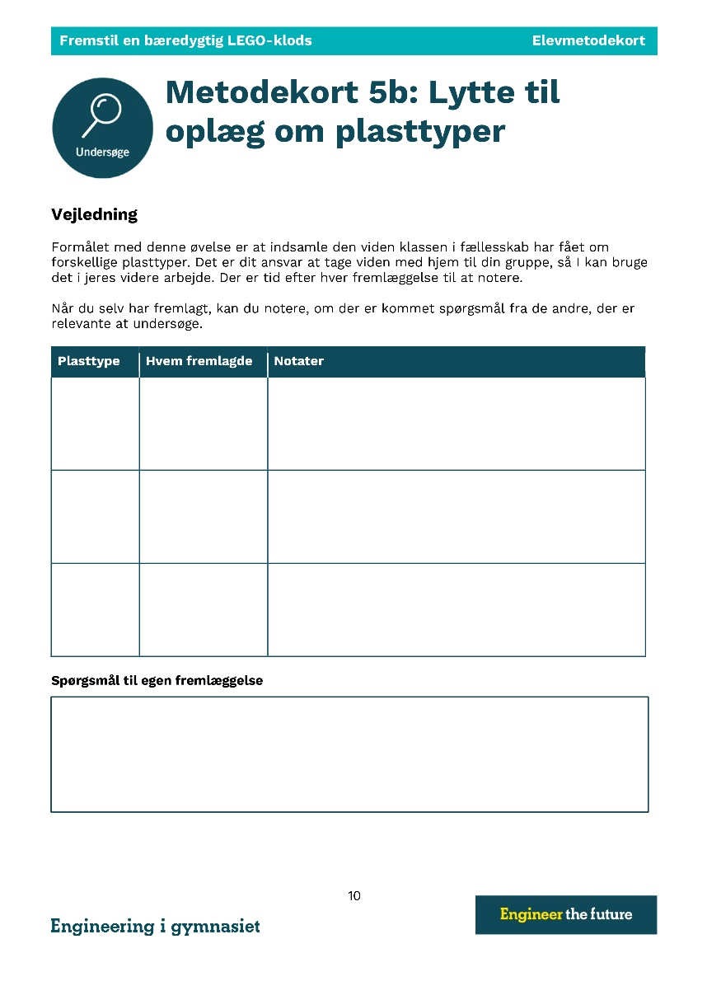 Fremstil en bæredygtig LEGO-klods Elevmetodekort
Undersøge
Metodekort 5b: Lytte til
oplæg om plasttyper
Vejledning
Formålet med denne øvelse er at indsamle den viden klassen i fællesskab har fået om
forskellige plasttyper. Det er dit ansvar at tage viden med hjem til din gruppe, så I kan bruge
det i jeres videre arbejde. Der er tid efter hver fremlæggelse til at notere.
Når du selv har fremlagt, kan du notere, om der er kommet spørgsmål fra de andre, der er
relevante at undersøge.
Plasttype Hvem fremlagde Notater
Spørgsmål til egen fremlæggelse
10
Engineering i gymnasiet
Engineer the future